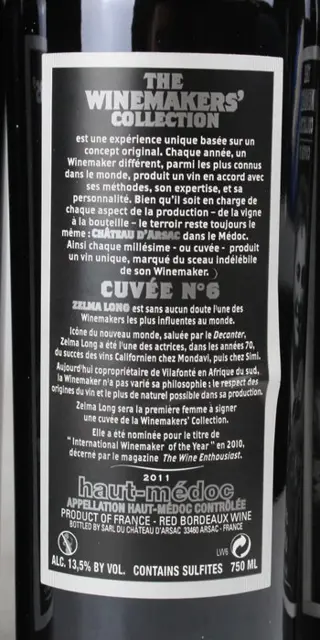 THE
WINEMAKERS'
COLLECTION
est une expérience unique basée sur un
concept original. Chaque année, un
Winemaker différent, parmi les plus connus
dans le monde, produit un vin en accord avec
ses méthodes, son expertise, et sa
personnalité. Bien qu'il soit en charge de
chaque aspect de la production – de la vigne
à la bouteille – le terroir reste toujours le
même : CHÂTEAU D'ARSAC dans le Médoc.
Ainsi chaque millésime - ou cuvée - produit
un vin unique, marqué du sceau indélébile
de son Winemaker.
CUVÉE N°6
ZELMA LONG est sans aucun doute l'une des
Winemakers les plus influentes au monde.
Icône du nouveau monde, saluée par le Decanter,
Zelma Long a été l'une des actrices, dans les années 70,
du succès des vins Californien chez Mondavi, puis chez Simi.
Aujourd'hui copropriétaire de Vilafonté en Afrique du sud,
la Winemaker n'a pas varié sa philosophie : le respect des
origines du vin et le plus de naturel possible dans sa production.
Zelma Long sera la première femme à signer
une cuvée de la Winemakers' Collection.
Elle a été nominée pour le titre de
" International Winemaker of the Year " en 2010,
décerné par le magazine The Wine Enthusiast.
2011
haut-médoc
APPELLATION HAUT-MÉDOC CONTRÔLÉE
PRODUCT OF FRANCE - RED BORDEAUX WINE
BOTTLED BY SARL DU CHÂTEAU D'ARSAC 33460 ARSAC - FRANCE
LW6
ALC. 13,5% BY VOL. CONTAINS SULFITES 750 ML